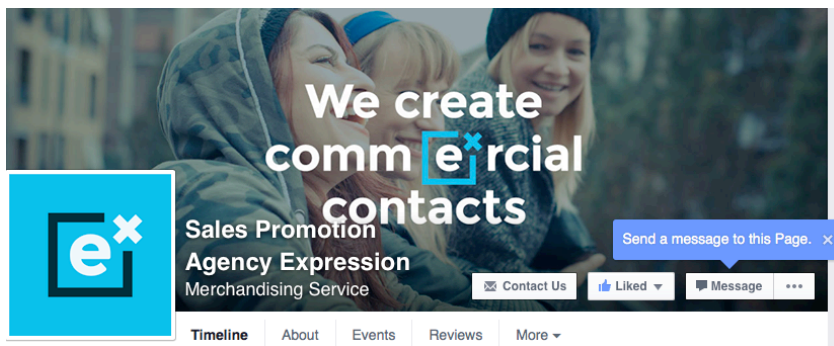 We create
comm e× rcial
contacts
e×
Sales Promotion
Agency Expression
Merchandising Service
Send a message to this Page. ×
Contact Us
Liked
Message
•••
Timeline About Events Reviews More